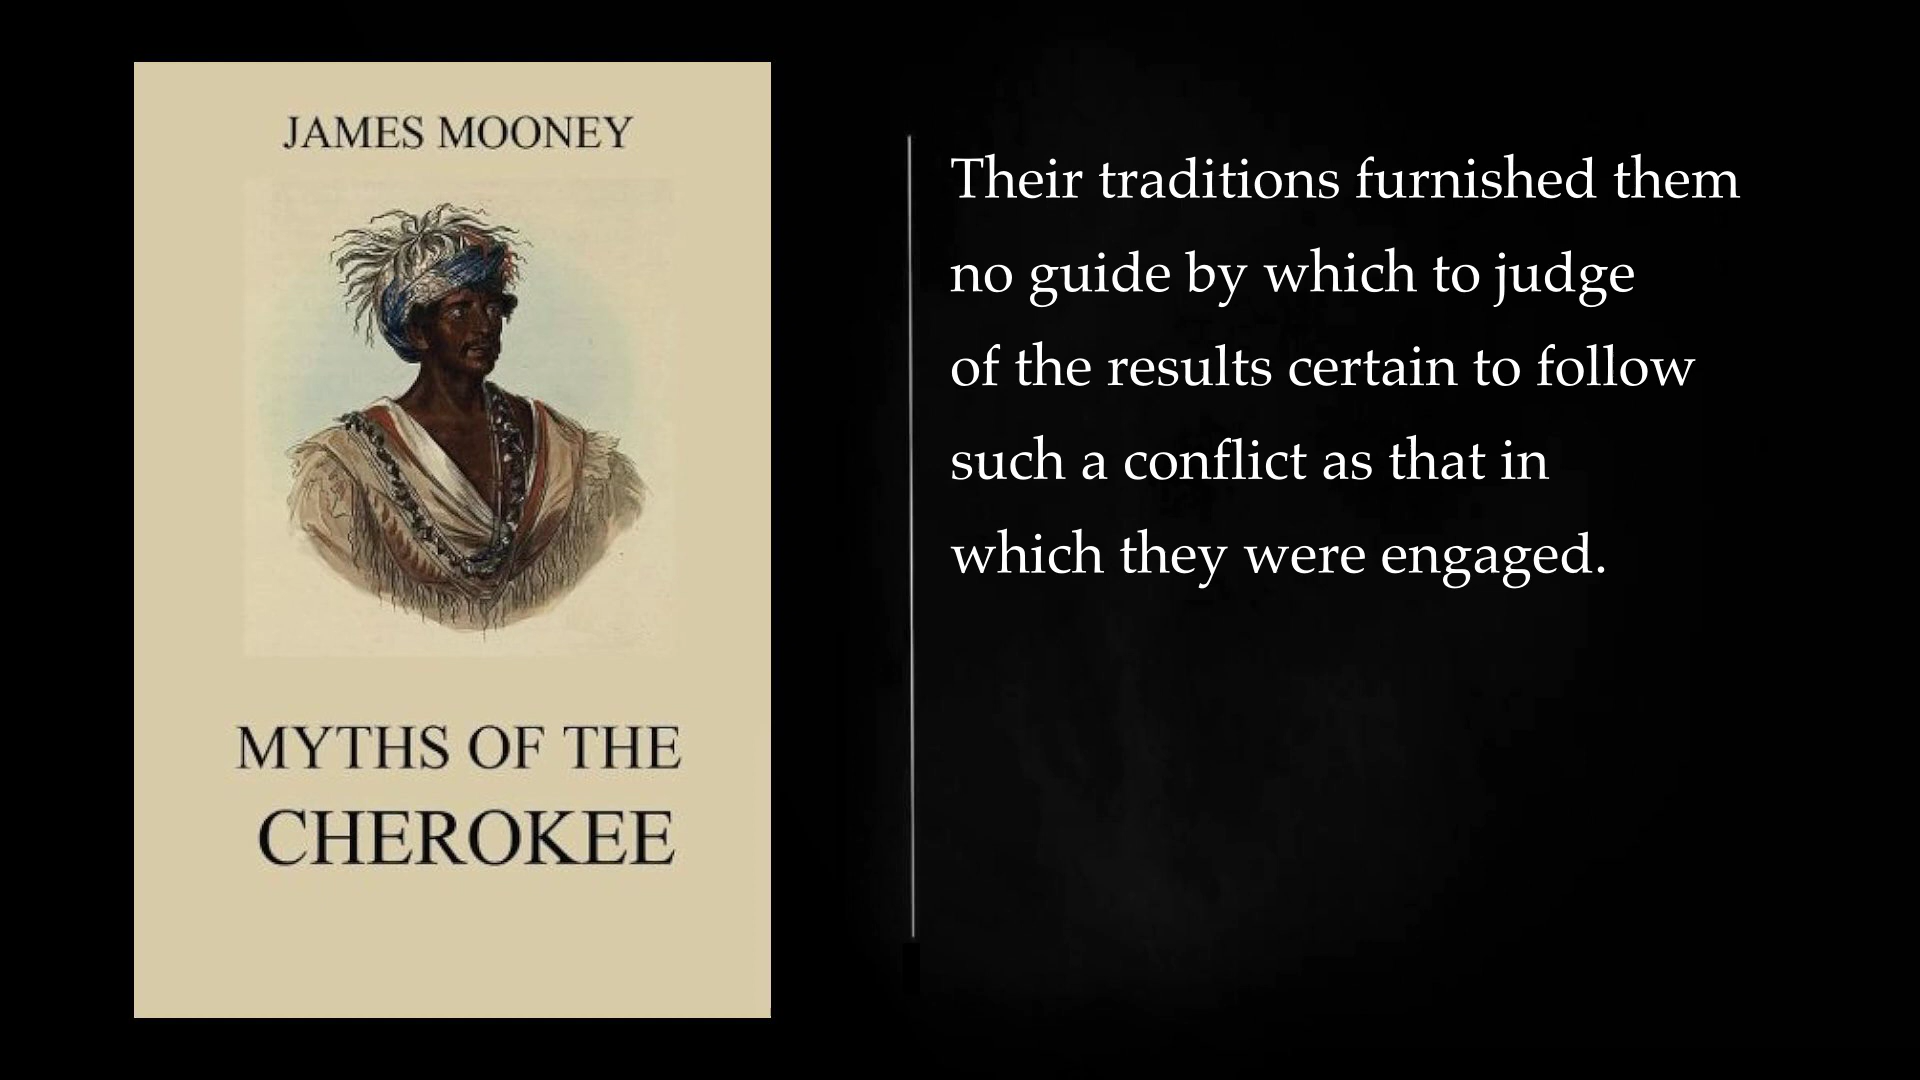 JAMES MOONEY
MYTHS OF THE
CHEROKEE
Their traditions furnished them
no guide by which to judge
of the results certain to follow
such a conflict as that in
which they were engaged.